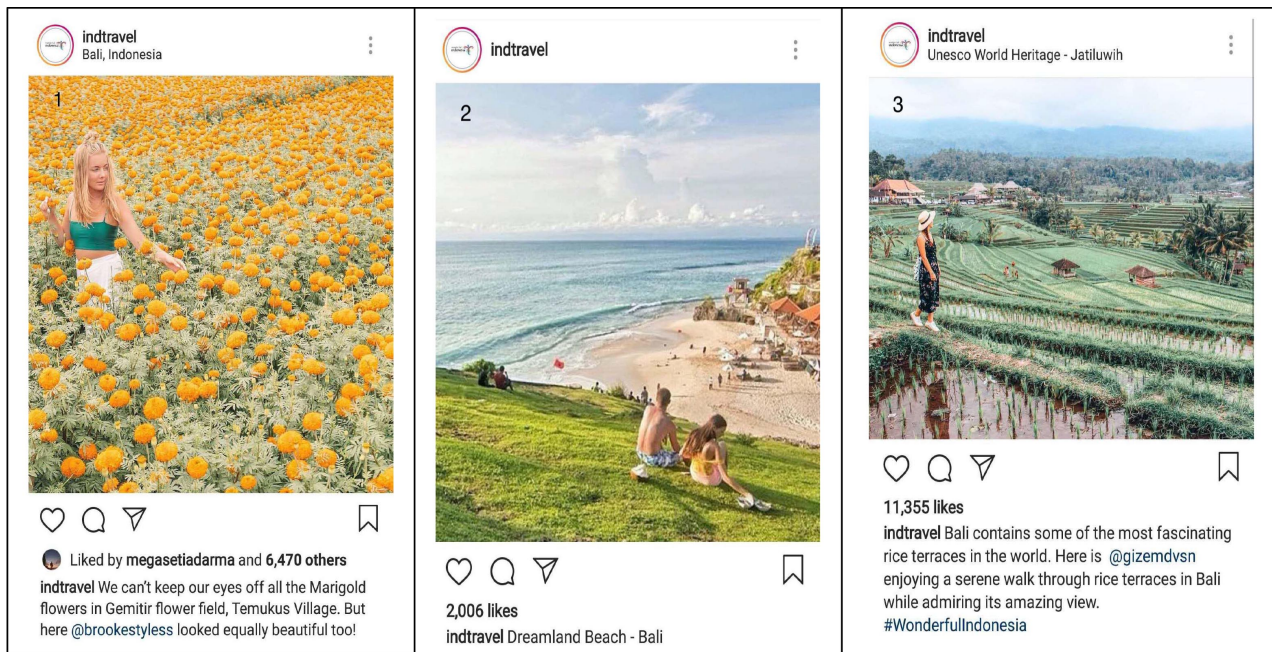 indtravel
Bali, Indonesia
1
Liked by megasetiadarma and 6,470 others
indtravel We can't keep our eyes off all the Marigold
flowers in Gemitir flower field, Temukus Village. But
here @brookestyless looked equally beautiful too!
indtravel
2
2,006 likes
indtravel Dreamland Beach - Bali
indtravel
Unesco World Heritage - Jatiluwih
3
11,355 likes
indtravel Bali contains some of the most fascinating
rice terraces in the world. Here is @gizemdvsn
enjoying a serene walk through rice terraces in Bali
while admiring its amazing view.
#WonderfulIndonesia